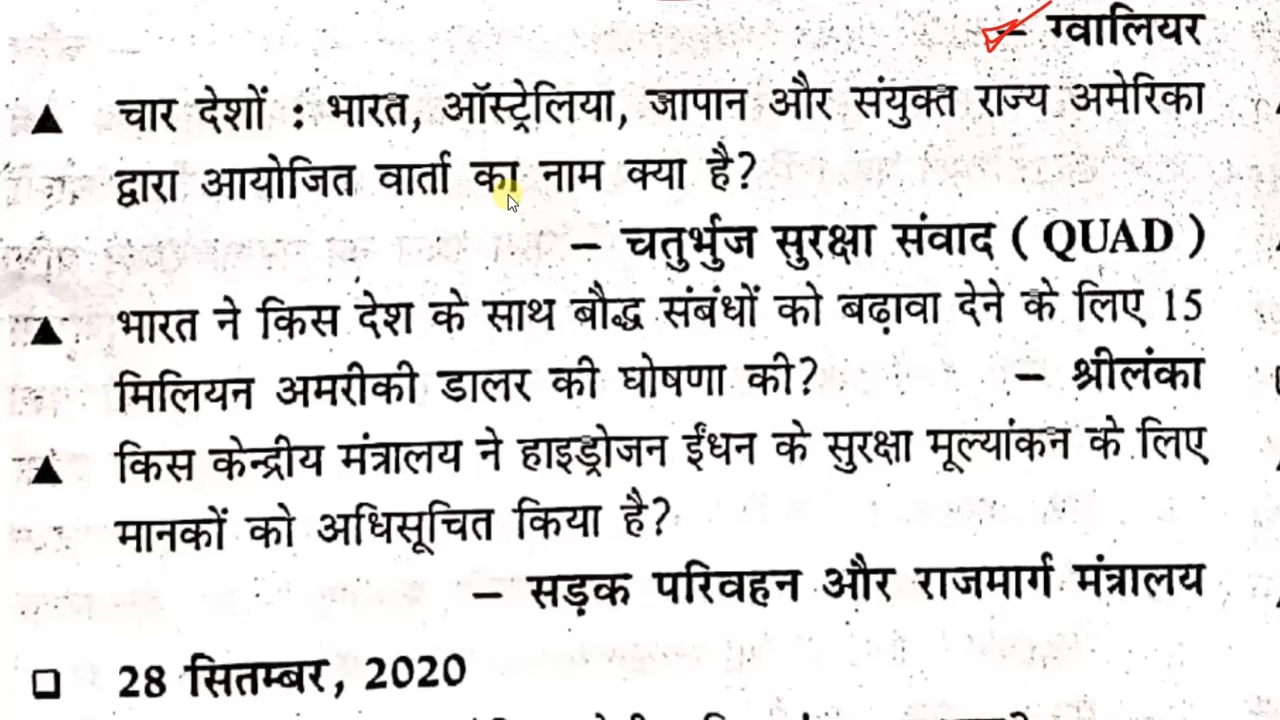 – ग्वालियर
▲ चार देशों : भारत, ऑस्ट्रेलिया, जापान और संयुक्त राज्य अमेरिका
द्वारा आयोजित वार्ता का नाम क्या है?
– चतुर्भुज सुरक्षा संवाद ( QUAD )
▲ भारत ने किस देश के साथ बौद्ध संबंधों को बढ़ावा देने के लिए 15
मिलियन अमरीकी डालर की घोषणा की? – श्रीलंका
▲ किस केन्द्रीय मंत्रालय ने हाइड्रोजन ईंधन के सुरक्षा मूल्यांकन के लिए
मानकों को अधिसूचित किया है?
– सड़क परिवहन और राजमार्ग मंत्रालय
❑ 28 सितम्बर, 2020